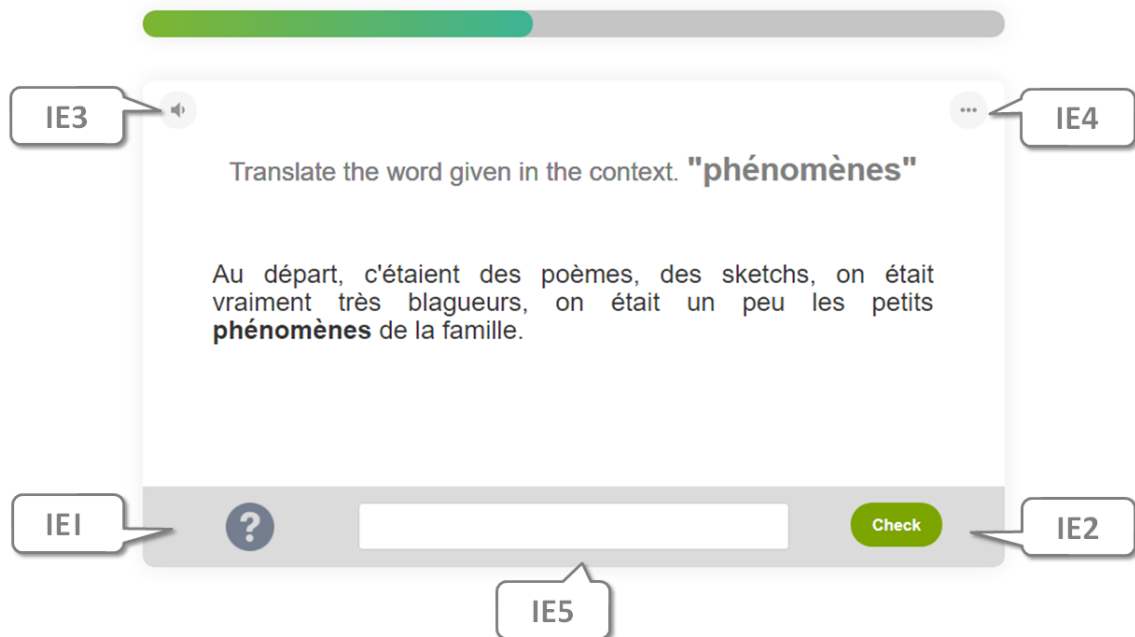 IE3
IE4
Translate the word given in the context. "phénomènes"
Au départ, c'étaient des poèmes, des sketchs, on était
vraiment très blagueurs, on était un peu les petits
phénomènes de la famille.
IE1
?
Check
IE2
IE5